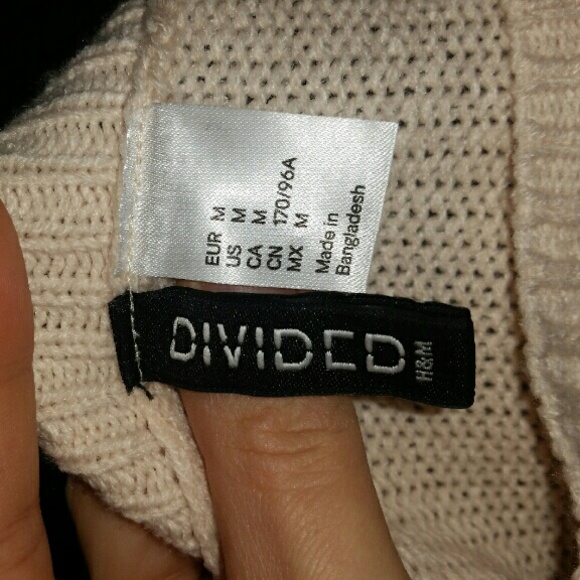 EUR M
US M
CA M
CN 170/96A
MX M
Made in
Bangladesh
DIVIDED
H&M